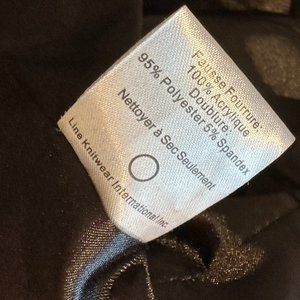 Fausse Fourrure:
100% Acrylique
Doublure:
95% Polyester 5% Spandex
Nettoyer à Sec Seulement
Line Knitwear International Inc.